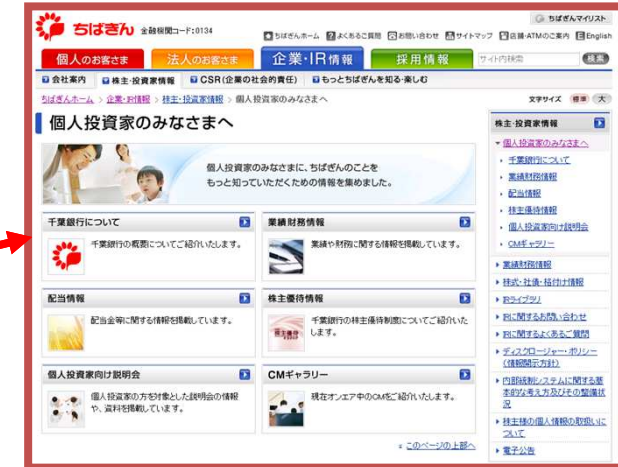 ちばぎん 金融機関コード:0134
ちばぎんマイリスト
ちばぎんホーム よくあるご質問 お問い合わせ サイトマップ 店舗・ATMのご案内 English
個人のお客さま 法人のお客さま 企業・IR情報 採用情報 サイト内検索 検索
会社案内 株主・投資家情報 CSR(企業の社会的責任) もっとちばぎんを知る・楽しむ
ちばぎんホーム > 企業・IR情報 > 株主・投資家情報 > 個人投資家のみなさまへ
文字サイズ 標準 大
個人投資家のみなさまへ
個人投資家のみなさまに、ちばぎんのことを
もっと知っていただくための情報を集めました。
千葉銀行について
千葉銀行の概要についてご紹介いたします。
業績財務情報
業績や財務に関する情報を掲載しています。
配当情報
配当金等に関する情報を掲載しています。
株主優待情報
千葉銀行の株主優待制度についてご紹介いた
します。
株主優待
個人投資家向け説明会
個人投資家の方を対象とした説明会の情報
や、資料を掲載しています。
CMギャラリー
現在オンエア中のCMをご紹介いたします。
このページの上部へ
株主・投資家情報
個人投資家のみなさまへ
千葉銀行について
業績財務情報
配当情報
株主優待情報
個人投資家向け説明会
CMギャラリー
業績財務情報
株式・社債・格付け情報
IRライブラリ
IRに関するお問い合わせ
IRに関するよくあるご質問
ディスクロージャー・ポリシー
(情報開示方針)
内部統制システムに関する基
本的な考え方及びその整備状
況
株主様の個人情報の取扱いに
ついて
電子公告